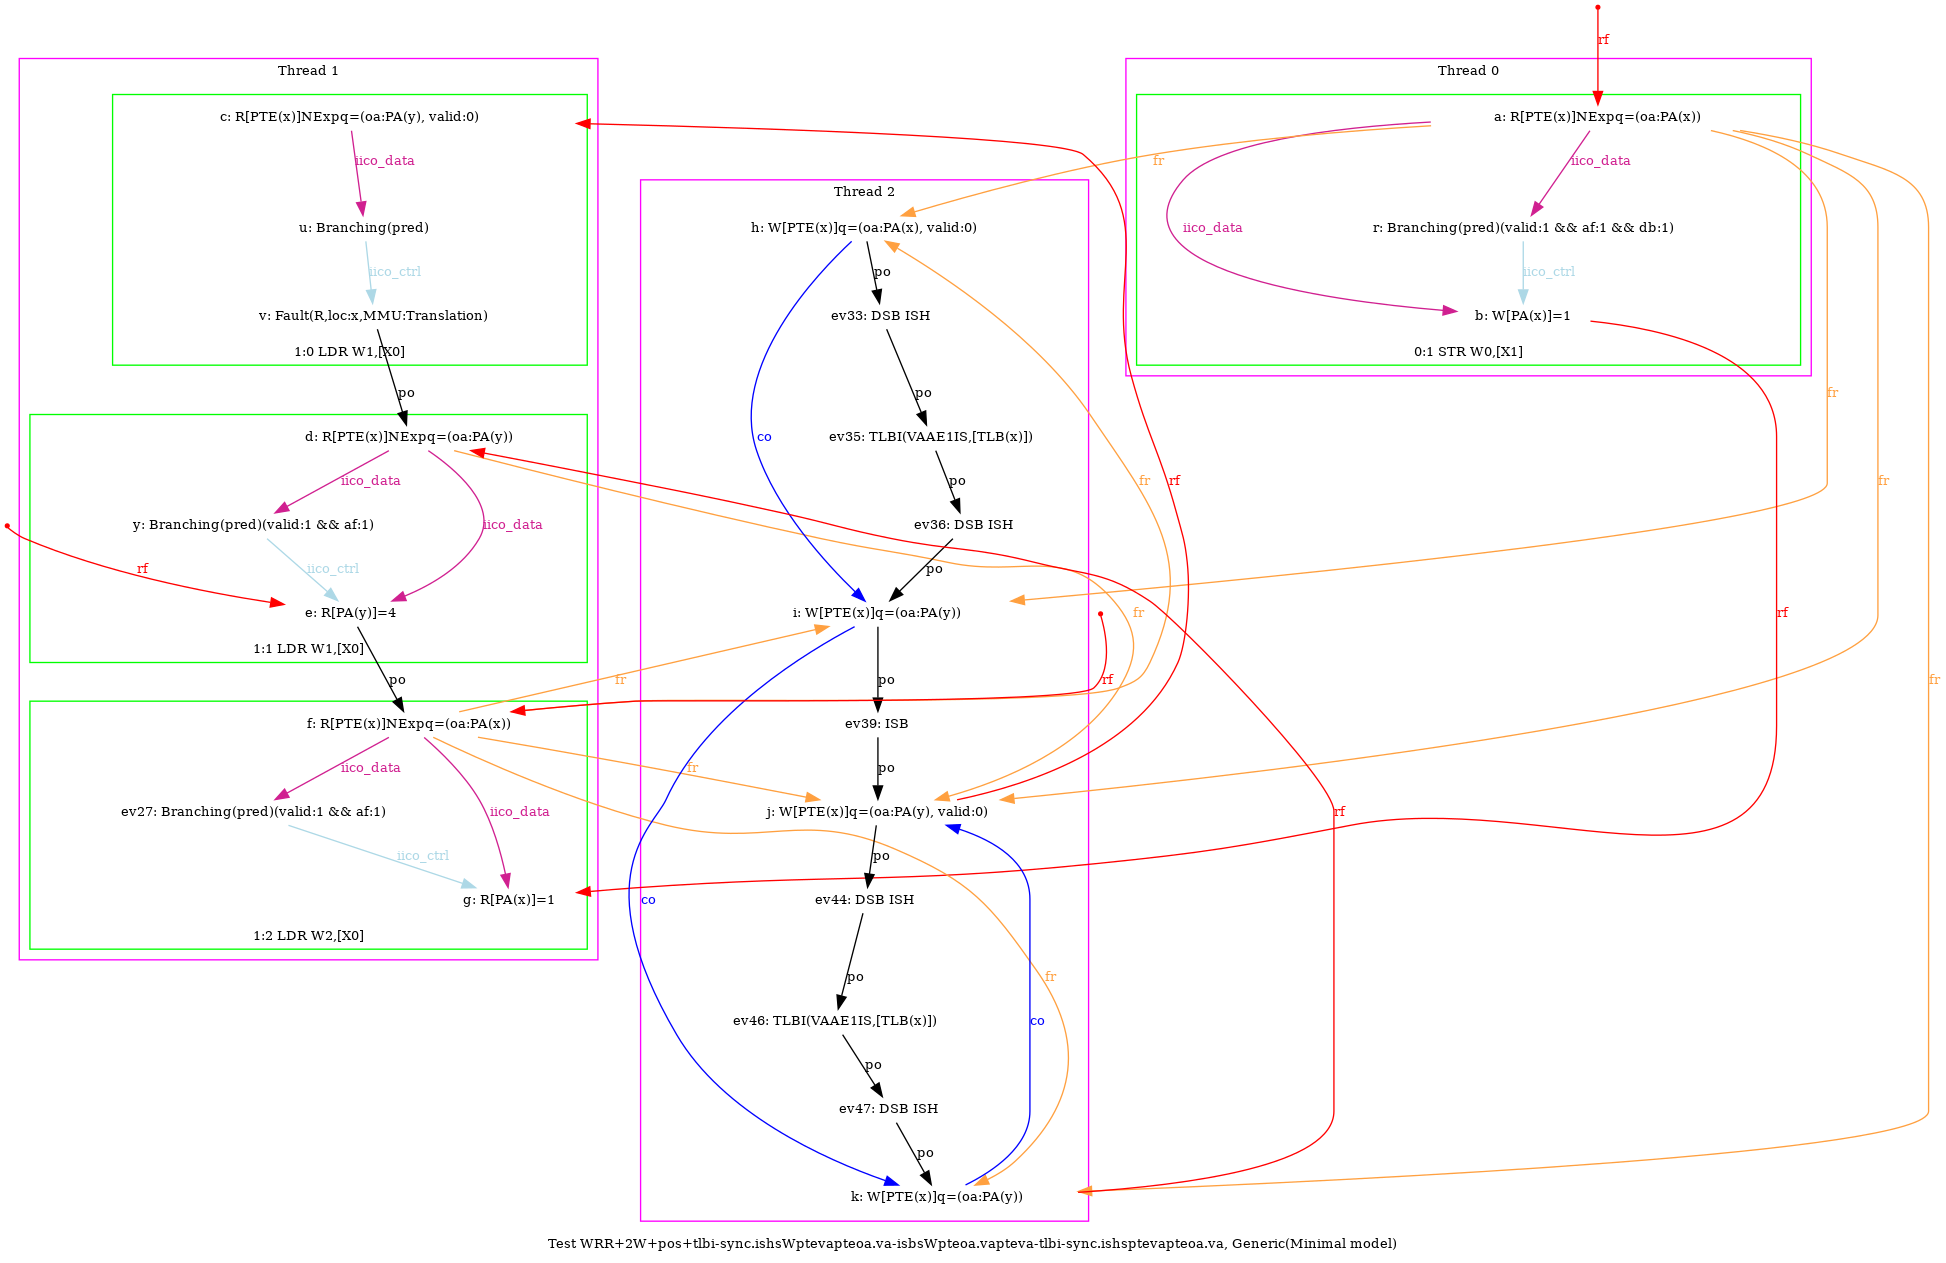 rf
Thread 1
Thread 0
c: R[PTE(x)]NExpq=(oa:PA(y), valid:0)
a: R[PTE(x)]NExpq=(oa:PA(x))
iico_data
fr
iico_data
Thread 2
u: Branching(pred)
h: W[PTE(x)]q=(oa:PA(x), valid:0)
iico_data
r: Branching(pred)(valid:1 && af:1 && db:1)
iico_ctrl
po
iico_ctrl
v: Fault(R,loc:x,MMU:Translation)
ev33: DSB ISH
b: W[PA(x)]=1
1:0 LDR W1,[X0]
0:1 STR W0,[X1]
po
po
fr
d: R[PTE(x)]NExpq=(oa:PA(y))
co
ev35: TLBI(VAAE1IS,[TLB(x)])
iico_data
po
fr
rf
fr
y: Branching(pred)(valid:1 && af:1)
iico_data
ev36: DSB ISH
rf
iico_ctrl
po
e: R[PA(y)]=4
i: W[PTE(x)]q=(oa:PA(y))
fr
rf
1:1 LDR W1,[X0]
po
fr
po
rf
fr
f: R[PTE(x)]NExpq=(oa:PA(x))
ev39: ISB
iico_data
fr
po
ev27: Branching(pred)(valid:1 && af:1)
iico_data
j: W[PTE(x)]q=(oa:PA(y), valid:0)
rf
iico_ctrl
po
g: R[PA(x)]=1
co
ev44: DSB ISH
1:2 LDR W2,[X0]
po
fr
ev46: TLBI(VAAE1IS,[TLB(x)])
co
po
ev47: DSB ISH
po
k: W[PTE(x)]q=(oa:PA(y))
Test WRR+2W+pos+tlbi-sync.ishsWptevapteoa.va-isbsWpteoa.vapteva-tlbi-sync.ishsptevapteoa.va, Generic(Minimal model)